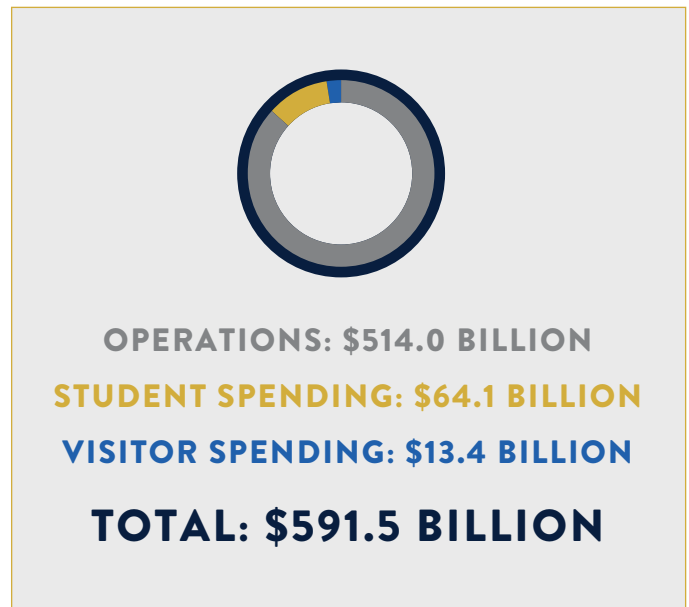 OPERATIONS: $514.0 BILLION
STUDENT SPENDING: $64.1 BILLION
VISITOR SPENDING: $13.4 BILLION
TOTAL: $591.5 BILLION